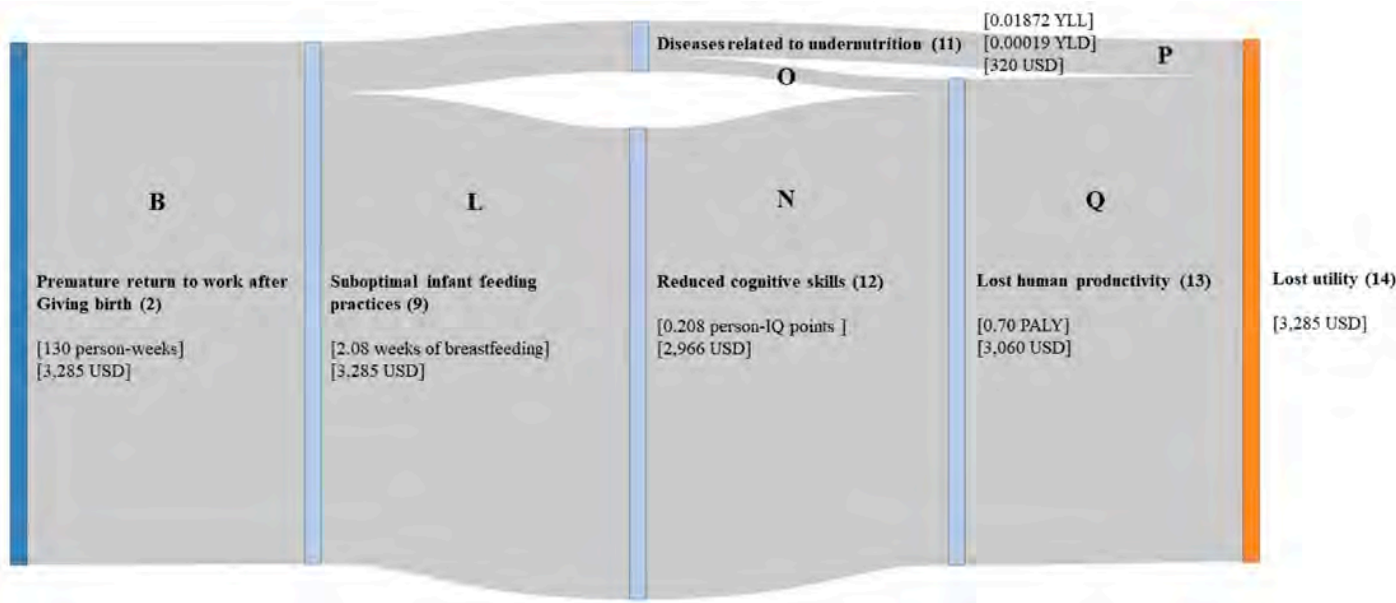 [0.01872 YLL]
Diseases related to undernutrition (11)
[0.00019 YLD]
[320 USD]
P
O
B
L
N
Q
Premature return to work after
Giving birth (2)
[130 person-weeks]
[3,285 USD]
Suboptimal infant feeding
practices (9)
[2.08 weeks of breastfeeding]
[3,285 USD]
Reduced cognitive skills (12)
[0.208 person-IQ points ]
[2,966 USD]
Lost human productivity (13)
[0.70 PALY]
[3,060 USD]
Lost utility (14)
[3,285 USD]